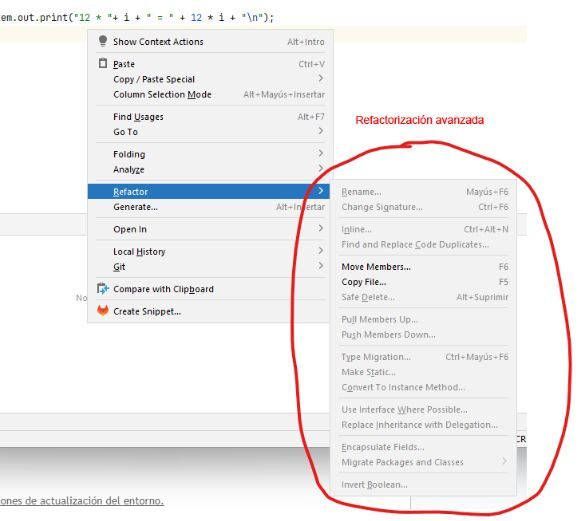 em.out.print("12 * "+ i + " = " + 12 * i + "\n");
Show Context Actions Alt+Intro
Paste Ctrl+V
Copy / Paste Special
Column Selection Mode Alt+Mayús+Insertar
Find Usages Alt+F7
Go To
Folding
Analyze
Refactor
Generate... Alt+Insertar
Open In
Local History
Git
Compare with Clipboard
Create Snippet...
No
Refactorización avanzada
Rename... Mayús+F6
Change Signature... Ctrl+F6
Inline... Ctrl+Alt+N
Find and Replace Code Duplicates...
Move Members... F6
Copy File... F5
Safe Delete... Alt+Suprimir
Pull Members Up...
Push Members Down...
Type Migration... Ctrl+Mayús+F6
Make Static...
Convert To Instance Method...
Use Interface Where Possible...
Replace Inheritance with Delegation...
Encapsulate Fields...
Migrate Packages and Classes
Invert Boolean...
CR
ones de actualización del entorno.